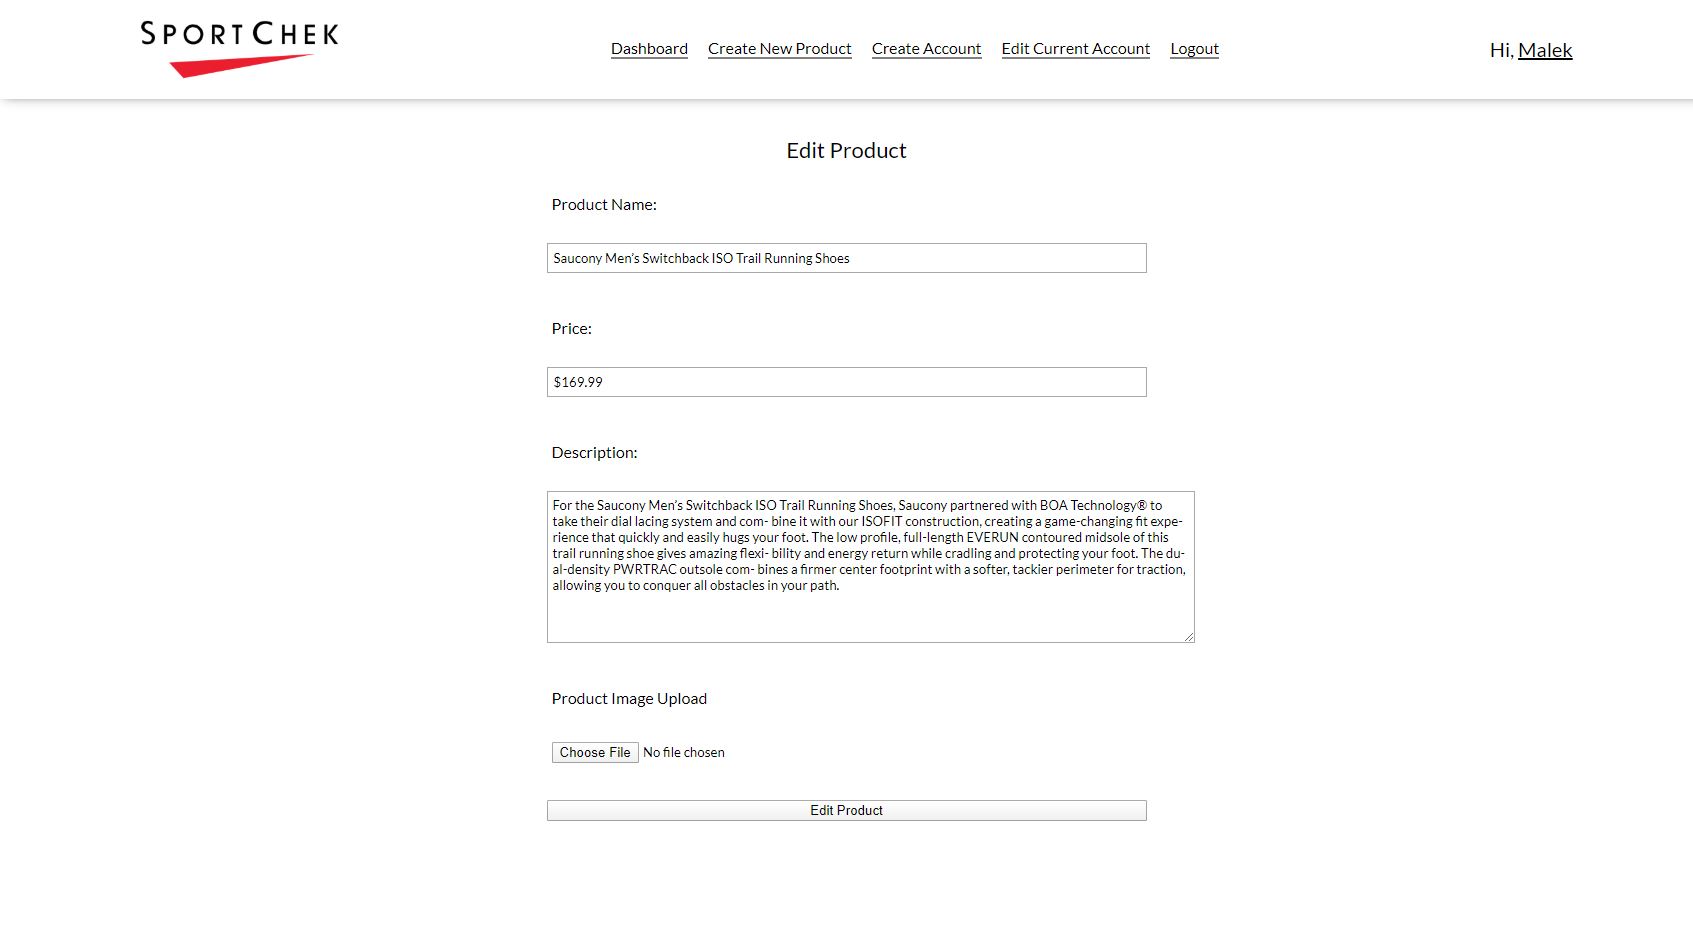 SPORT CHEK
Dashboard Create New Product Create Account Edit Current Account Logout
Hi, Malek
Edit Product
Product Name:
Saucony Men’s Switchback ISO Trail Running Shoes
Price:
$169.99
Description:
For the Saucony Men’s Switchback ISO Trail Running Shoes, Saucony partnered with BOA Technology® to
take their dial lacing system and com- bine it with our ISOFIT construction, creating a game-changing fit expe-
rience that quickly and easily hugs your foot. The low profile, full-length EVERUN contoured midsole of this
trail running shoe gives amazing flexi- bility and energy return while cradling and protecting your foot. The du-
al-density PWRTRAC outsole com- bines a firmer center footprint with a softer, tackier perimeter for traction,
allowing you to conquer all obstacles in your path.
Product Image Upload
Choose File No file chosen
Edit Product